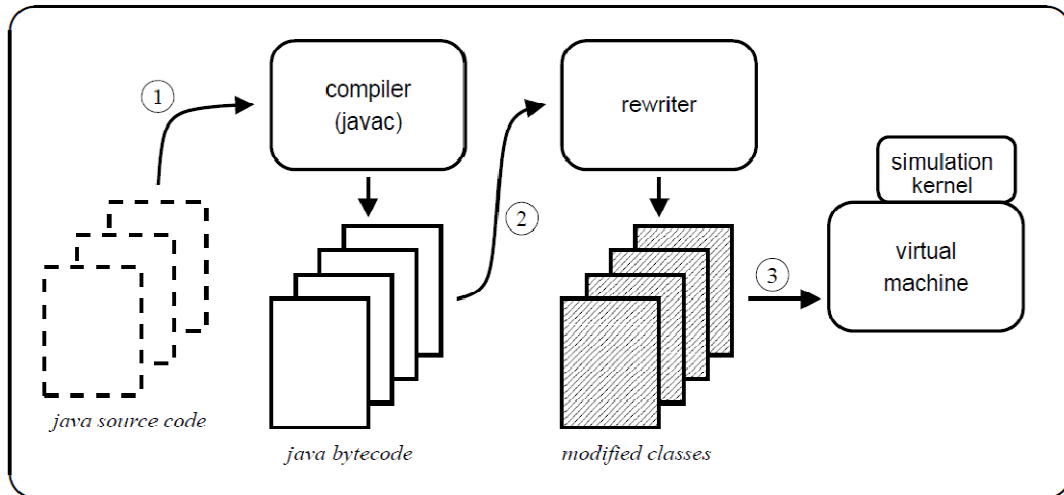 1
compiler
(javac)
rewriter
simulation
kernel
2
virtual
machine
3
java source code
java bytecode
modified classes